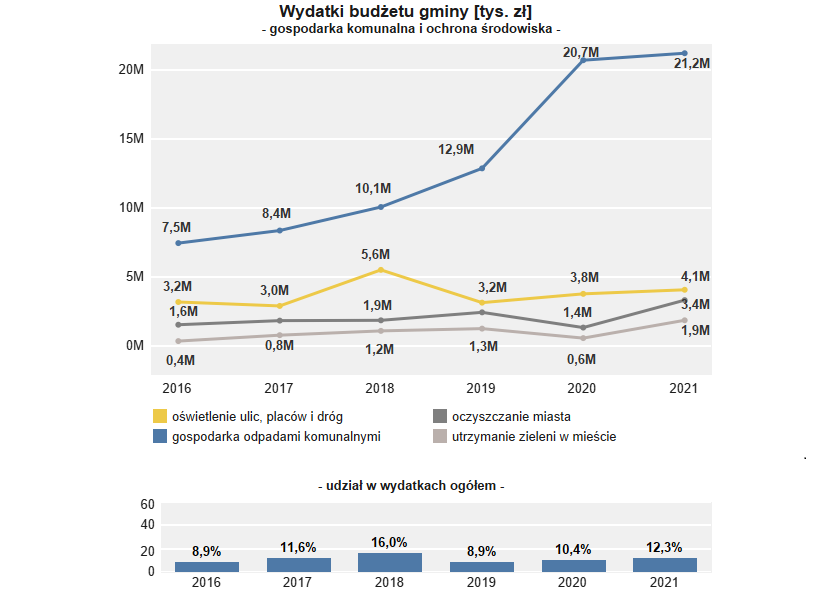 Wydatki budżetu gminy [tys. zł]
- gospodarka komunalna i ochrona środowiska -
20M
15M
10M
5M
0M
7,5M
8,4M
10,1M
12,9M
20,7M
21,2M
3,2M
3,0M
5,6M
3,2M
3,8M
4,1M
1,6M
1,9M
1,4M
3,4M
0,4M
0,8M
1,2M
1,3M
0,6M
1,9M
2016 2017 2018 2019 2020 2021
oświetlenie ulic, placów i dróg oczyszczanie miasta
gospodarka odpadami komunalnymi utrzymanie zieleni w mieście
.
- udział w wydatkach ogółem -
60
40
20
0
8,9% 11,6% 16,0% 8,9% 10,4% 12,3%
2016 2017 2018 2019 2020 2021